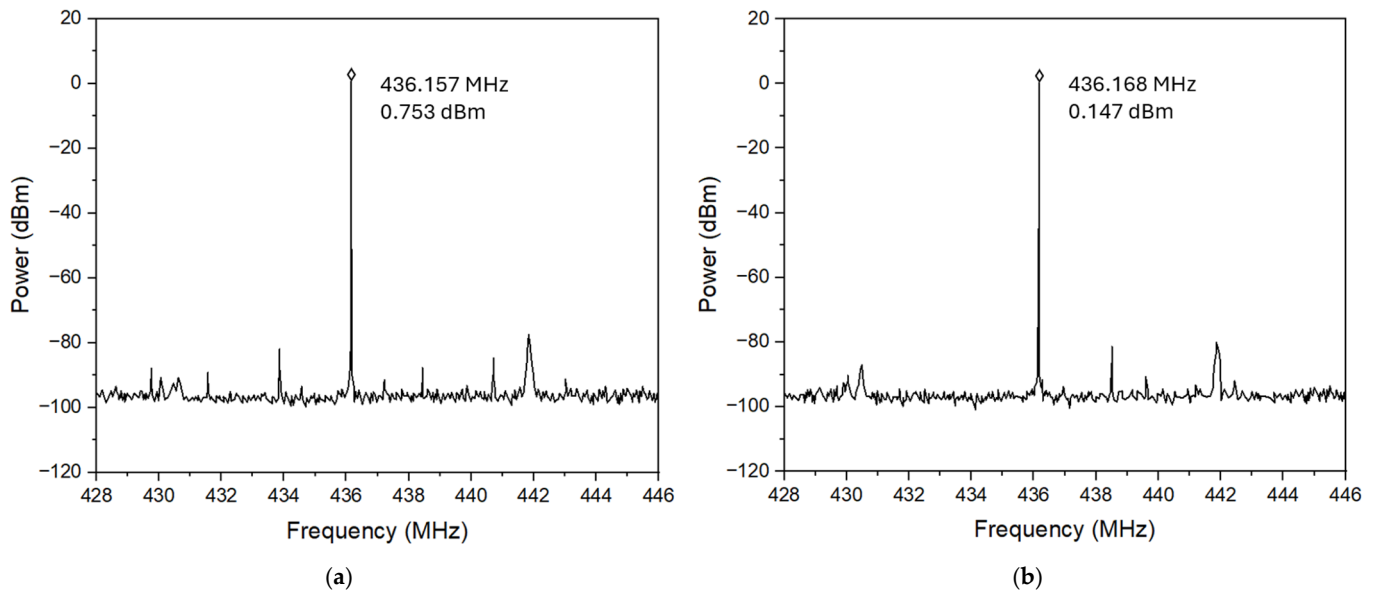 20
0
−20
−40
−60
−80
−100
−120
Power (dBm)
436.157 MHz
0.753 dBm
428 430 432 434 436 438 440 442 444 446
Frequency (MHz)
(a)
20
0
−20
−40
−60
−80
−100
−120
Power (dBm)
436.168 MHz
0.147 dBm
428 430 432 434 436 438 440 442 444 446
Frequency (MHz)
(b)